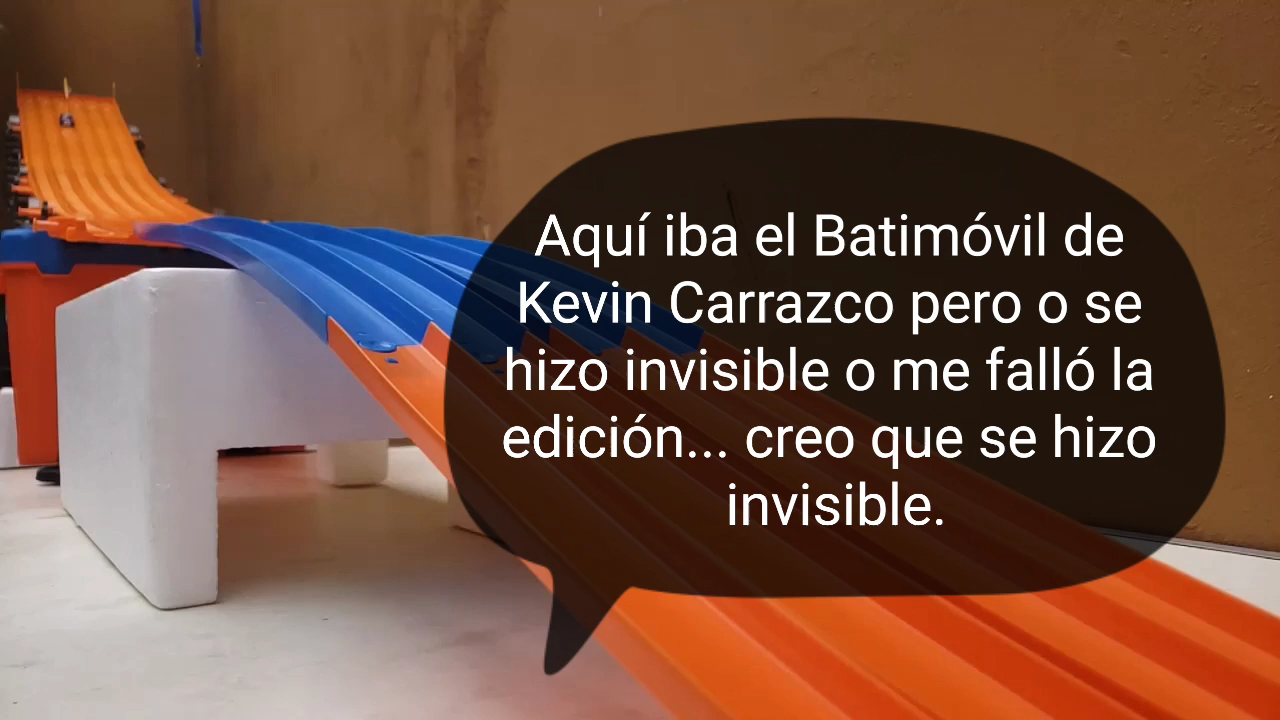 Aquí iba el Batimóvil de
Kevin Carrazco pero o se
hizo invisible o me falló la
edición... creo que se hizo
invisible.